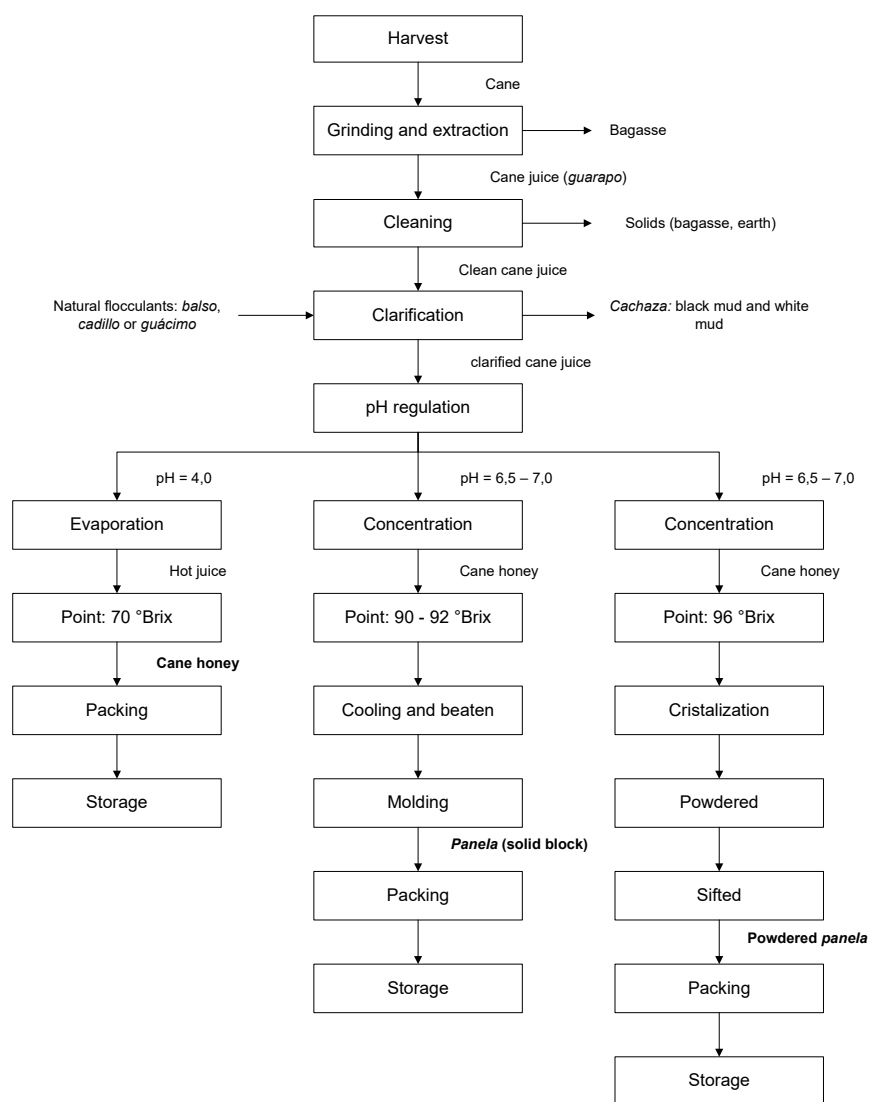 Harvest
Cane
Grinding and extraction
Bagasse
Cane juice (guarapo)
Cleaning
Solids (bagasse, earth)
Clean cane juice
Natural flocculants: balso,
cadillo or guácimo
Clarification
Cachaza: black mud and white
mud
clarified cane juice
pH regulation
pH = 4,0
pH = 6,5 – 7,0
pH = 6,5 – 7,0
Evaporation
Concentration
Concentration
Hot juice
Cane honey
Cane honey
Point: 70 °Brix
Point: 90 - 92 °Brix
Point: 96 °Brix
Cane honey
Packing
Cooling and beaten
Cristalization
Storage
Molding
Powdered
Panela (solid block)
Packing
Sifted
Powdered panela
Storage
Packing
Storage